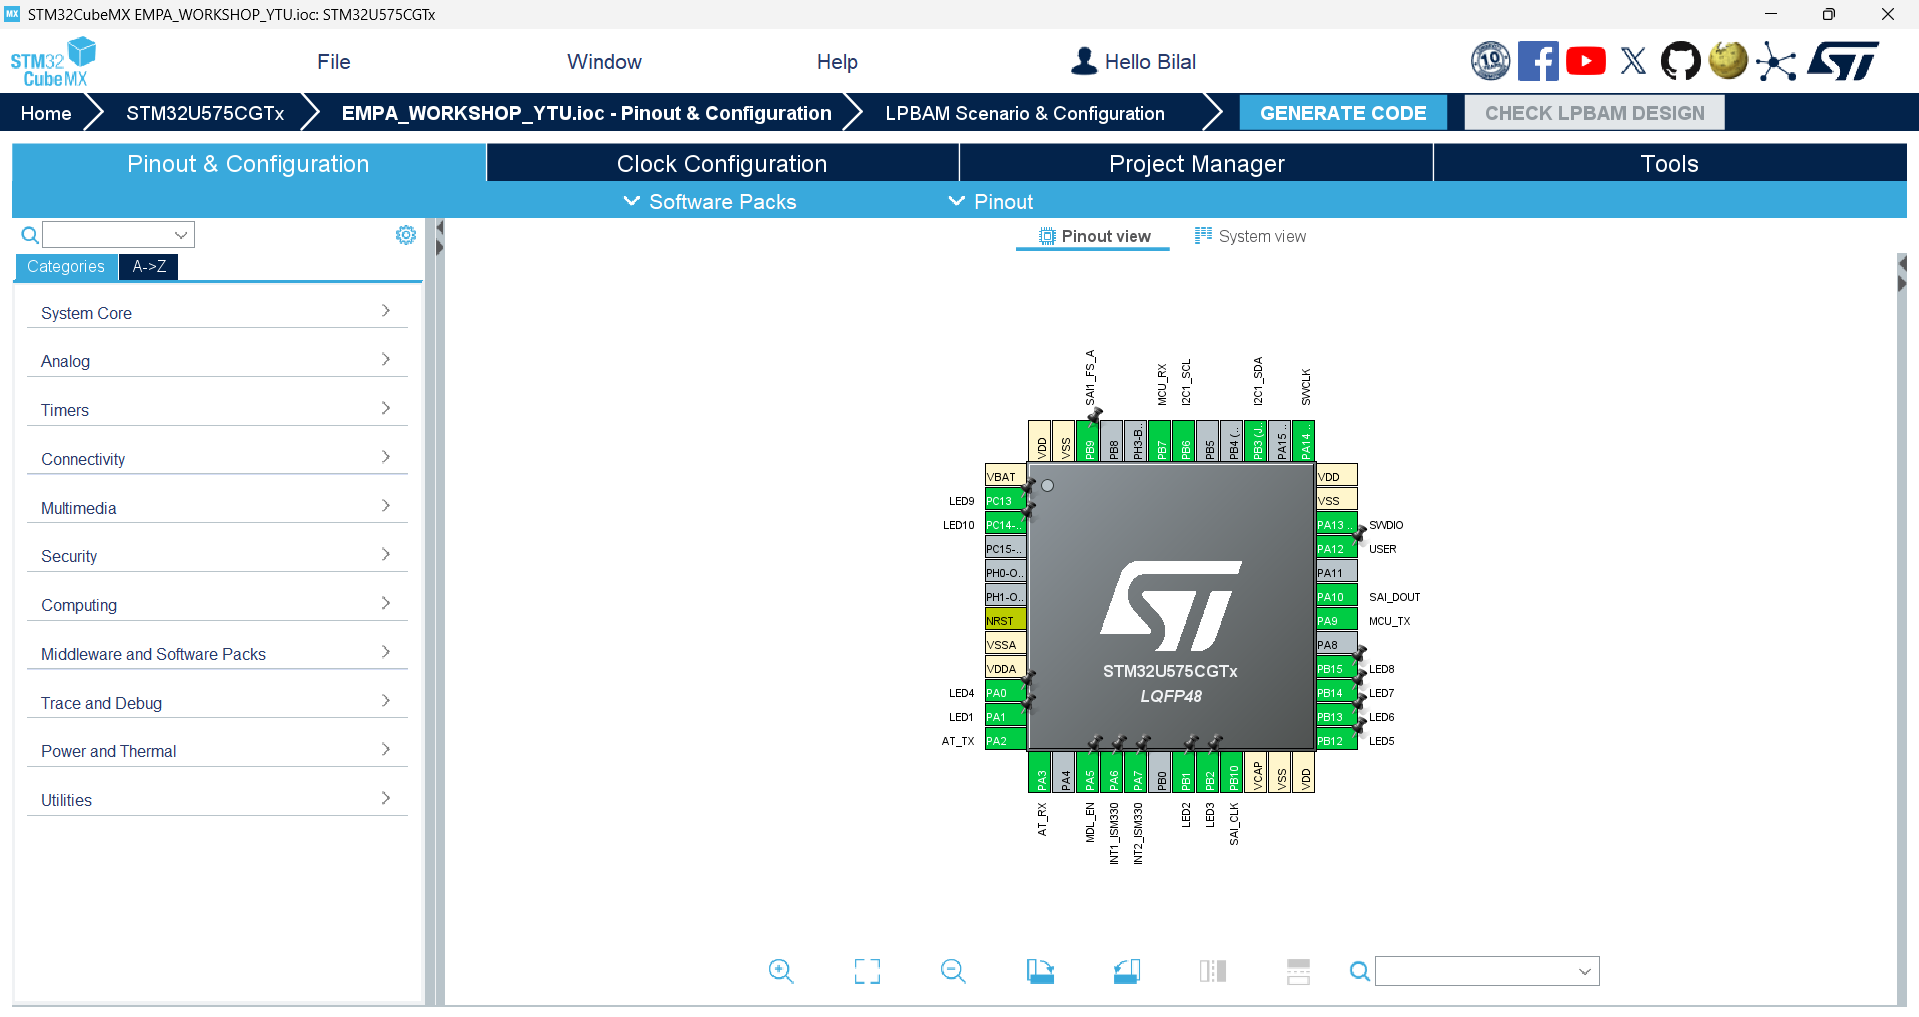 MX STM32CubeMX EMPA_WORKSHOP_YTU.ioc: STM32U575CGTx
STM32 CubeMX
File Window Help Hello Bilal
10
Home STM32U575CGTx EMPA_WORKSHOP_YTU.ioc - Pinout & Configuration LPBAM Scenario & Configuration GENERATE CODE CHECK LPBAM DESIGN
Pinout & Configuration Clock Configuration Project Manager Tools
Software Packs Pinout
Pinout view System view
Categories A->Z
System Core
Analog
Timers
Connectivity
Multimedia
Security
Computing
Middleware and Software Packs
Trace and Debug
Power and Thermal
Utilities
SAI1_FS_A MCU_RX I2C1_SCL I2C1_SDA SWCLK
VDD VSS PB9 PB8 PH3-B.. PB7 PB6 PB5 PB4 (.. PB3 (J.. PA15 .. PA14 ..
VBAT VDD
LED9 PC13 VSS
LED10 PC14-.. PA13 .. SWDIO
PC15-.. PA12 USER
PH0-O.. PA11
PH1-O.. PA10 SAI_DOUT
NRST PA9 MCU_TX
VSSA PA8
VDDA PB15 LED8
LED4 PA0 PB14 LED7
LED1 PA1 PB13 LED6
AT_TX PA2 PB12 LED5
STM32U575CGTx
LQFP48
PA3 PA4 PA5 PA6 PA7 PB0 PB1 PB2 PB10 VCAP VSS VDD
AT_RX MDL_EN INT1_ISM330 INT2_ISM330 LED2 LED3 SAI_CLK